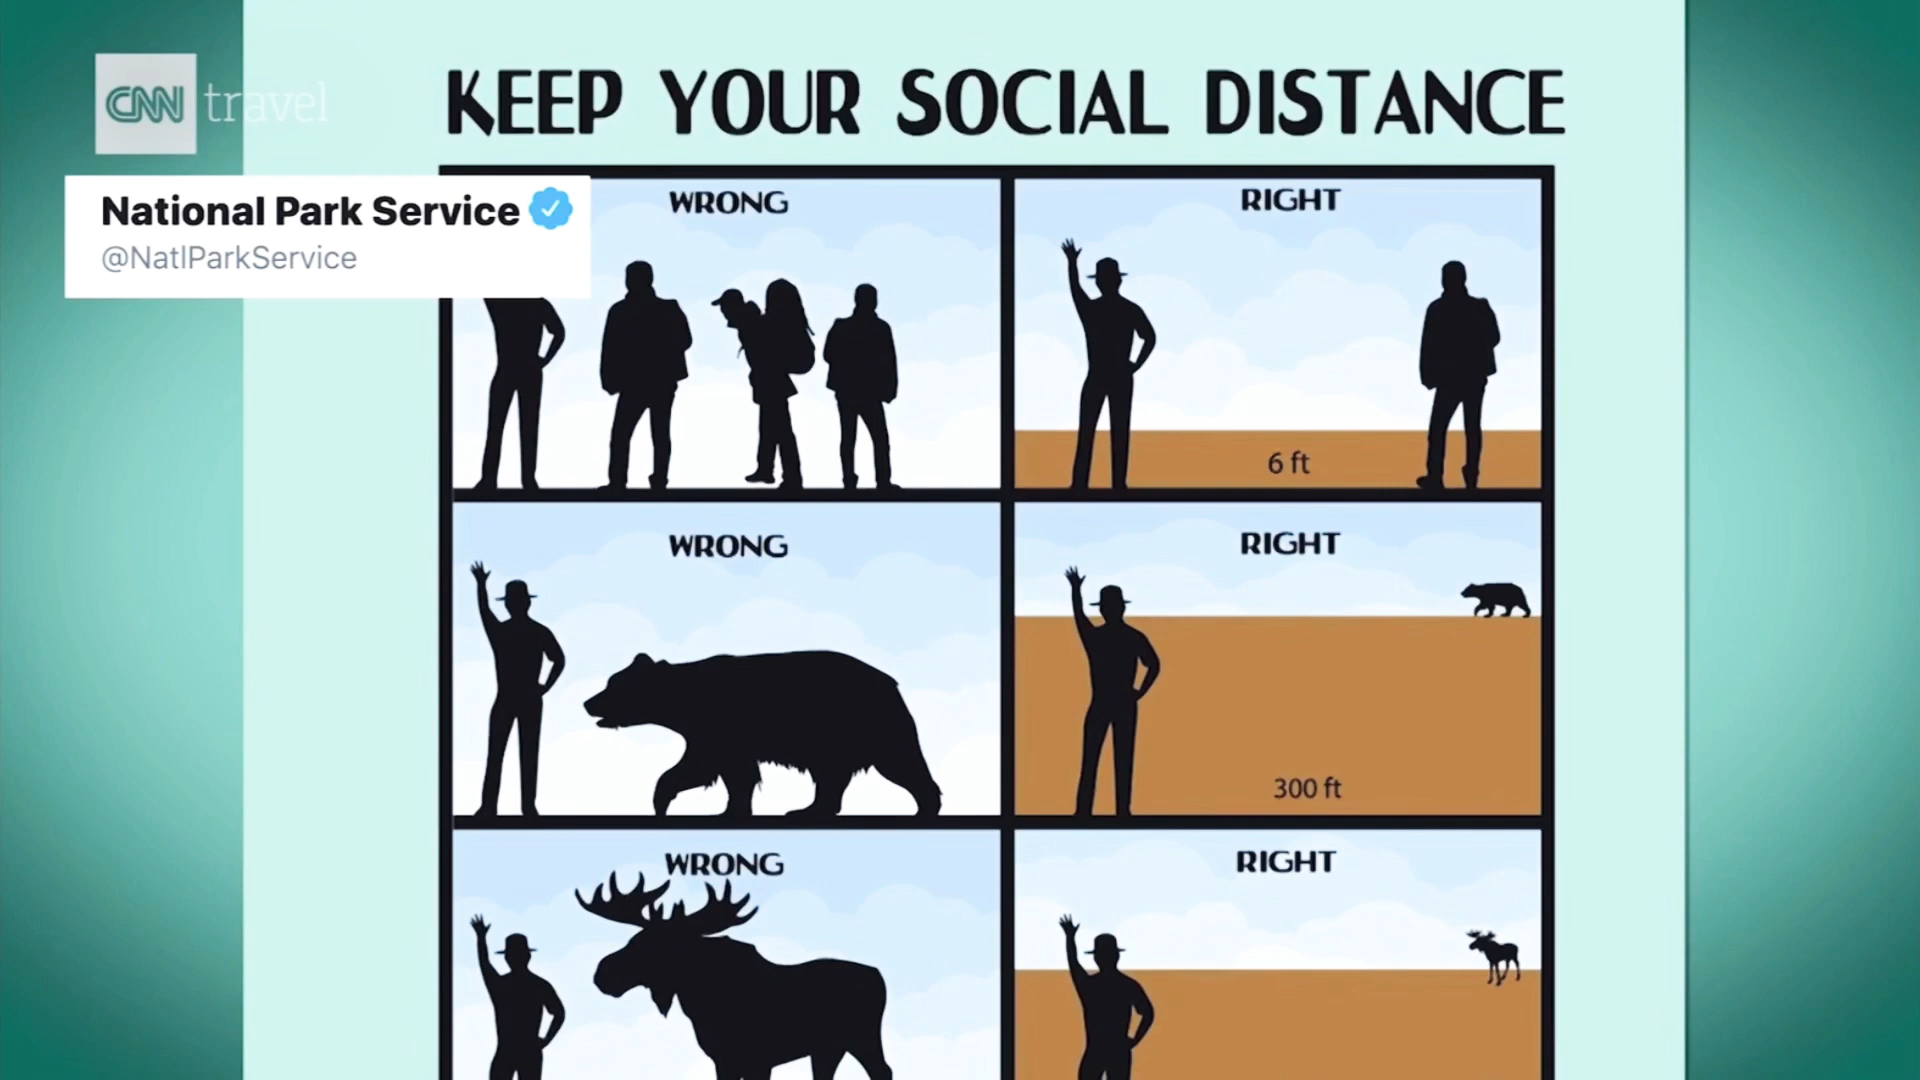 CNN travel
KEEP YOUR SOCIAL DISTANCE
National Park Service
@NatlParkService
WRONG
RIGHT
6 ft
WRONG
RIGHT
300 ft
WRONG
RIGHT